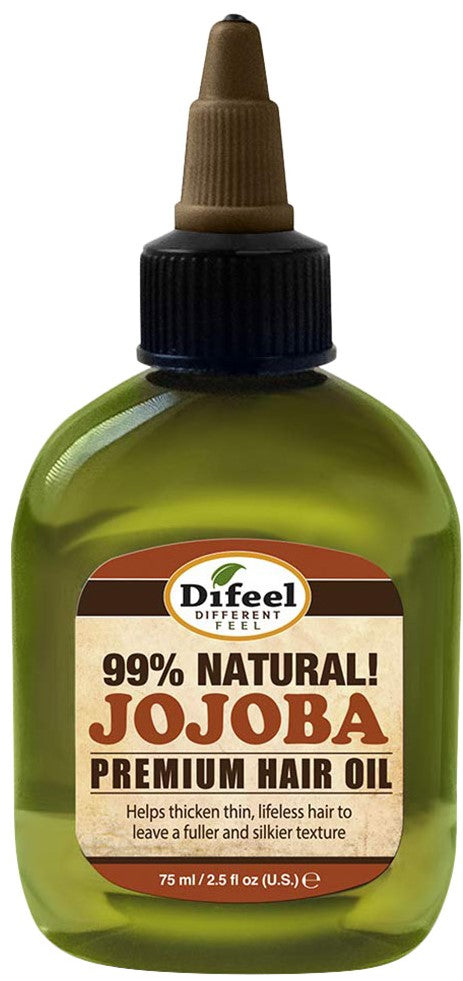 Difeel
DIFFERENT
FEEL
99% NATURAL!
JOJOBA
PREMIUM HAIR OIL
Helps thicken thin, lifeless hair to
leave a fuller and silkier texture
75 ml / 2.5 fl oz (U.S.) ℮